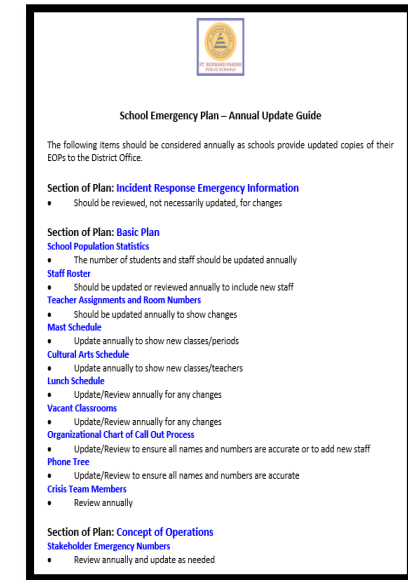 ST. BERNARD PARISH
PUBLIC SCHOOLS
School Emergency Plan – Annual Update Guide
The following items should be considered annually as schools provide updated copies of their
EOPs to the District Office.
Section of Plan: Incident Response Emergency Information
• Should be reviewed, not necessarily updated, for changes
Section of Plan: Basic Plan
School Population Statistics
• The number of students and staff should be updated annually
Staff Roster
• Should be updated or reviewed annually to include new staff
Teacher Assignments and Room Numbers
• Should be updated annually to show changes
Mast Schedule
• Update annually to show new classes/periods
Cultural Arts Schedule
• Update annually to show new classes/teachers
Lunch Schedule
• Update/Review annually for any changes
Vacant Classrooms
• Update/Review annually for any changes
Organizational Chart of Call Out Process
• Update/Review to ensure all names and numbers are accurate or to add new staff
Phone Tree
• Update/Review to ensure all names and numbers are accurate
Crisis Team Members
• Review annually
Section of Plan: Concept of Operations
Stakeholder Emergency Numbers
• Review annually and update as needed